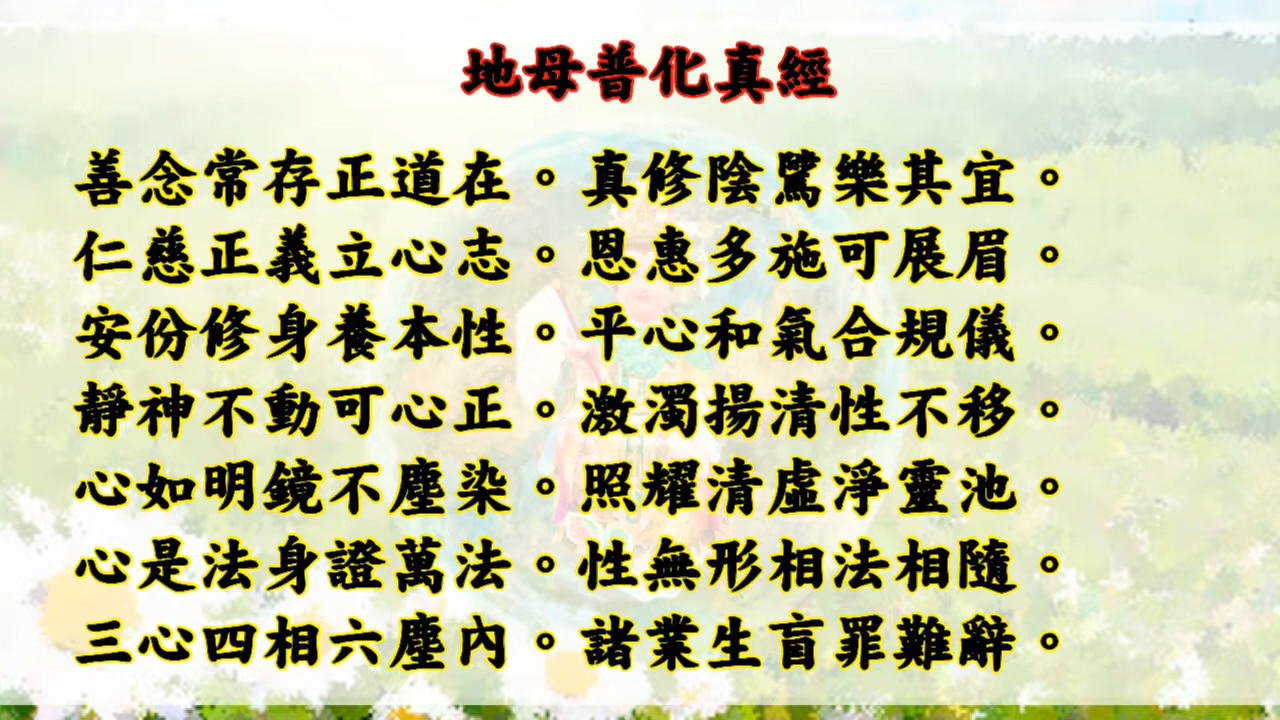 地母普化真經
善念常存正道在。真修陰騭樂其宜。
仁慈正義立心志。恩惠多施可展眉。
安份修身養本性。平心和氣合規儀。
靜神不動可心正。激濁揚清性不移。
心如明鏡不塵染。照耀清虛淨靈池。
心是法身證萬法。性無形相法相隨。
三心四相六塵內。諸業生盲罪難辭。